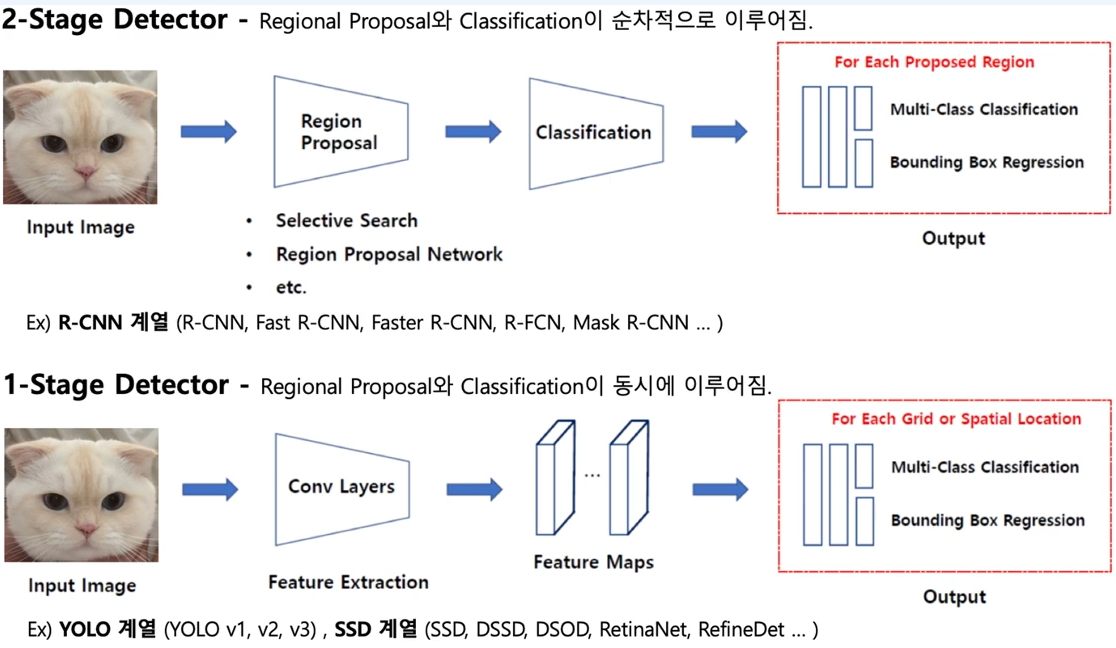 2-Stage Detector - Regional Proposal와 Classification이 순차적으로 이루어짐.
Input Image
Region
Proposal
• Selective Search
• Region Proposal Network
• etc.
Classification
For Each Proposed Region
Multi-Class Classification
Bounding Box Regression
Output
Ex) R-CNN 계열 (R-CNN, Fast R-CNN, Faster R-CNN, R-FCN, Mask R-CNN ... )
1-Stage Detector - Regional Proposal와 Classification이 동시에 이루어짐.
Input Image
Conv Layers
Feature Extraction
...
Feature Maps
For Each Grid or Spatial Location
Multi-Class Classification
Bounding Box Regression
Output
Ex) YOLO 계열 (YOLO v1, v2, v3) , SSD 계열 (SSD, DSSD, DSOD, RetinaNet, RefineDet ... )